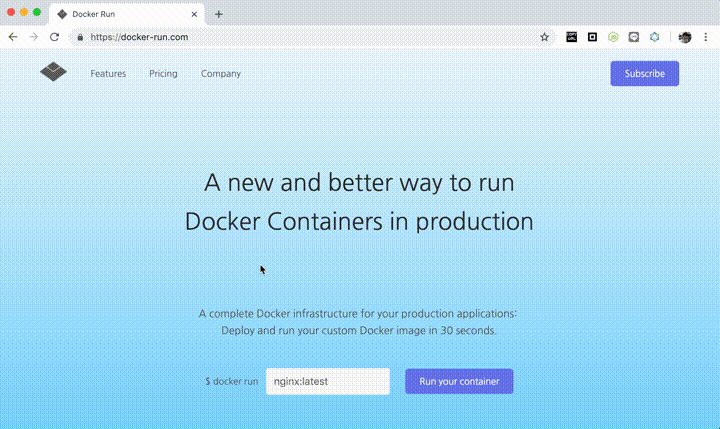 Docker Run
https://docker-run.com
Features Pricing Company Subscribe
A new and better way to run
Docker Containers in production
A complete Docker infrastructure for your production applications:
Deploy and run your custom Docker image in 30 seconds.
$ docker run nginx:latest Run your container